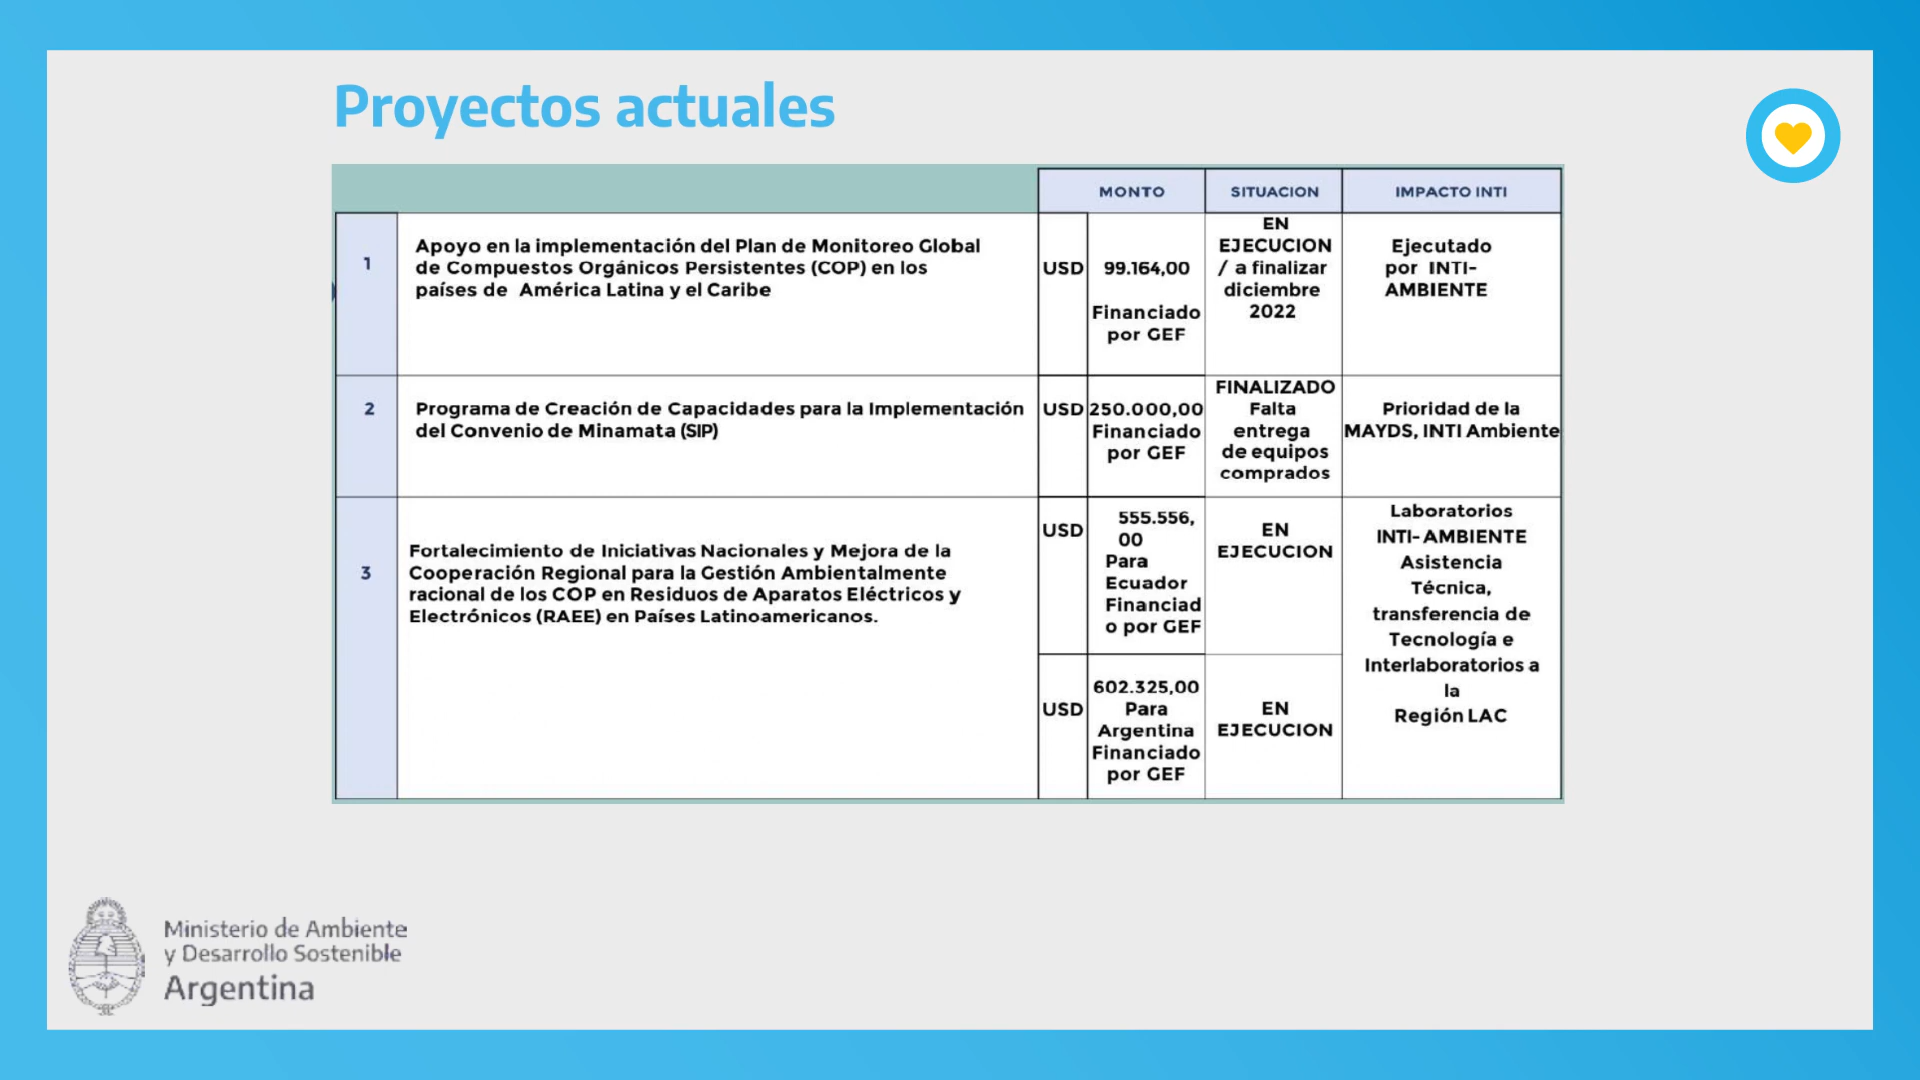 Proyectos actuales
MONTO
SITUACION
IMPACTO INTI
1
Apoyo en la implementación del Plan de Monitoreo Global
de Compuestos Orgánicos Persistentes (COP) en los
países de América Latina y el Caribe
USD
99.164,00
Financiado
por GEF
EN
EJECUCION
/ a finalizar
diciembre
2022
Ejecutado
por INTI-
AMBIENTE
2
Programa de Creación de Capacidades para la Implementación
del Convenio de Minamata (SIP)
USD
250.000,00
Financiado
por GEF
FINALIZADO
Falta
entrega
de equipos
comprados
Prioridad de la
MAYDS, INTI Ambiente
3
Fortalecimiento de Iniciativas Nacionales y Mejora de la
Cooperación Regional para la Gestión Ambientalmente
racional de los COP en Residuos de Aparatos Eléctricos y
Electrónicos (RAEE) en Países Latinoamericanos.
USD
555.556,
00
Para
Ecuador
Financiad
o por GEF
EN
EJECUCION
Laboratorios
INTI-AMBIENTE
Asistencia
Técnica,
transferencia de
Tecnología e
Interlaboratorios a
la
Región LAC
USD
602.325,00
Para
Argentina
Financiado
por GEF
EN
EJECUCION
Ministerio de Ambiente
y Desarrollo Sostenible
Argentina